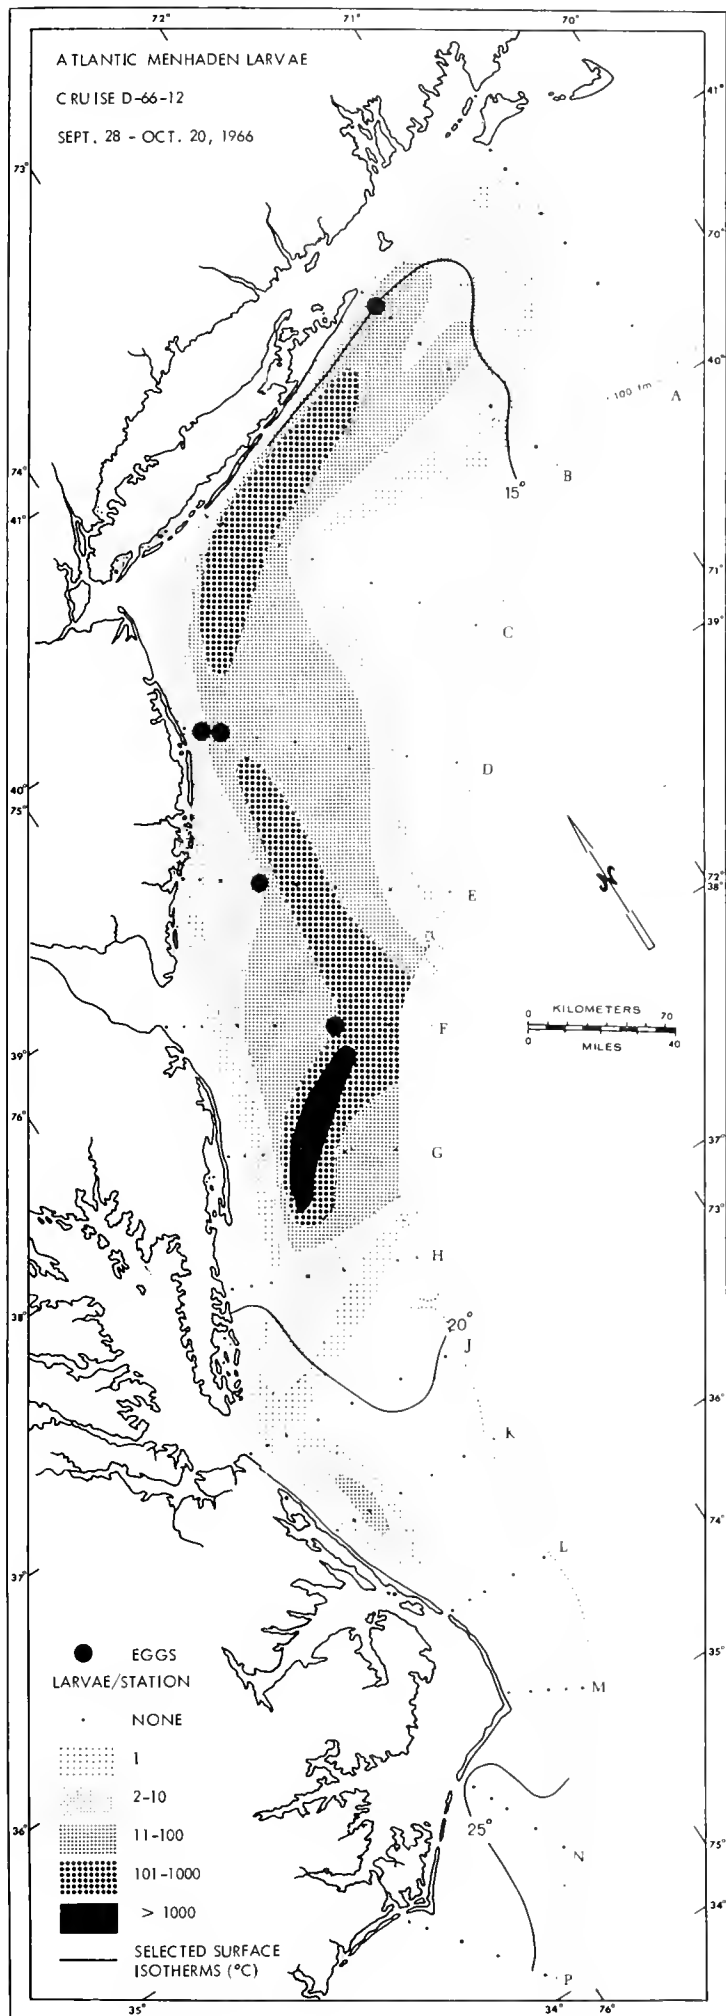 72° 71° 70°
ATLANTIC MENHADEN LARVAE
CRUISE D-66-12
SEPT. 28 - OCT. 20, 1966
41°
73°
70°
40°
100 fm
A
B
74°
15°
41°
71°
39°
C
D
40°
75°
72°
38°
E
N
KILOMETERS
0 70
F
0 40
MILES
39°
76°
37°
G
73°
H
38°
20°
J
36°
K
74°
L
37°
35°
EGGS
LARVAE/STATION
M
NONE
1
2-10
11-100
36°
25°
75°
101-1000
N
> 1000
34°
SELECTED SURFACE
ISOTHERMS (°C)
P
35° 34° 76°